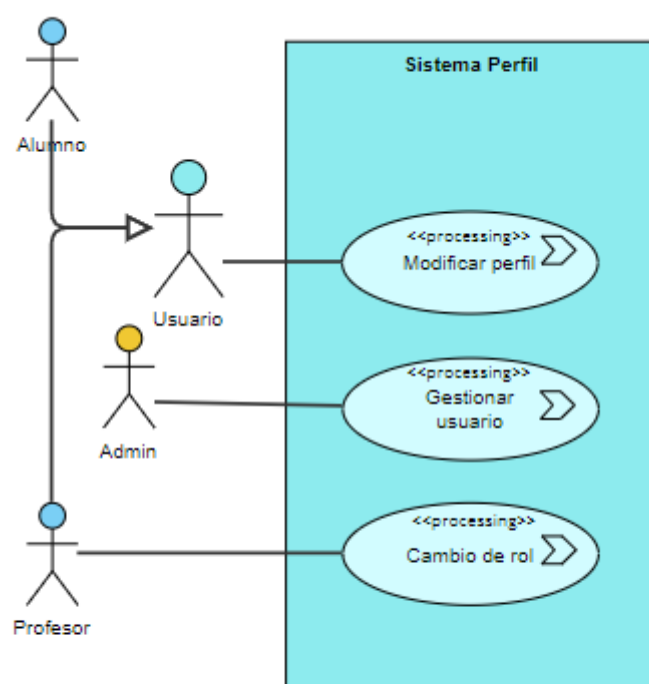 Sistema Perfil
Alumno
<<processing>>
Modificar perfil
Usuario
<<processing>>
Gestionar
usuario
Admin
<<processing>>
Cambio de rol
Profesor